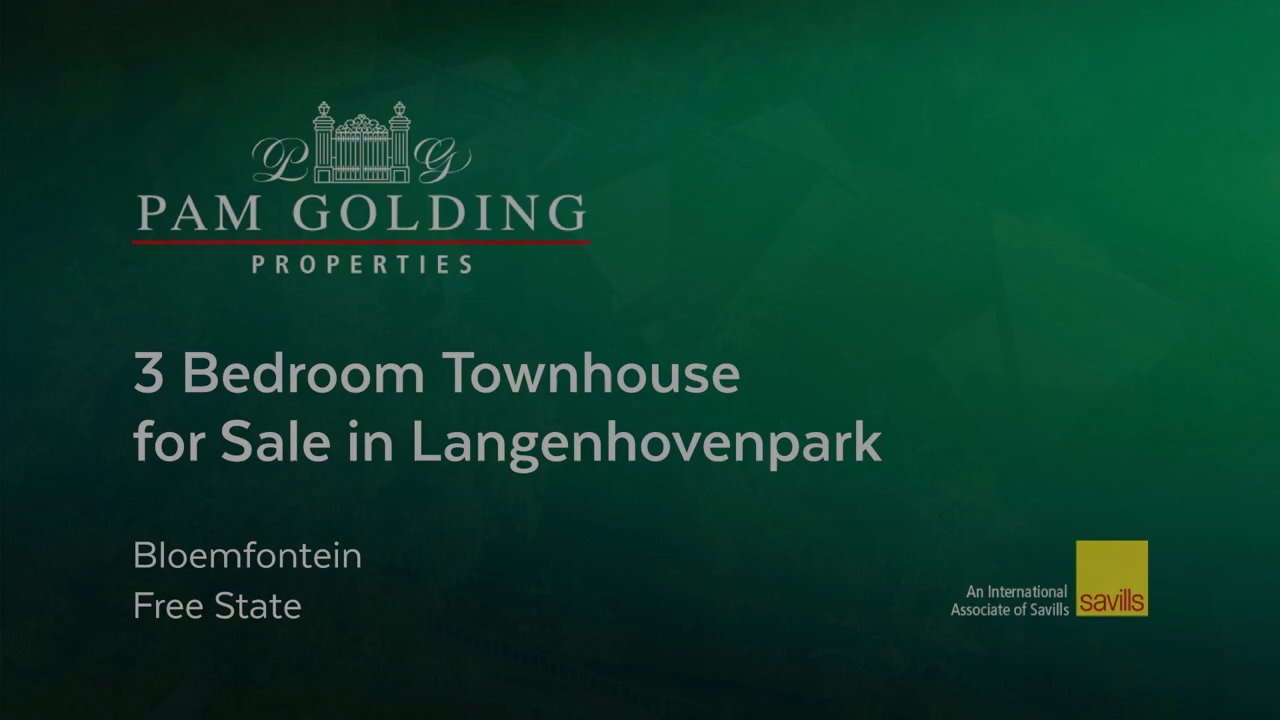 P G
PAM GOLDING
PROPERTIES
3 Bedroom Townhouse
for Sale in Langenhovenpark
Bloemfontein
Free State
An International
Associate of Savills
savills